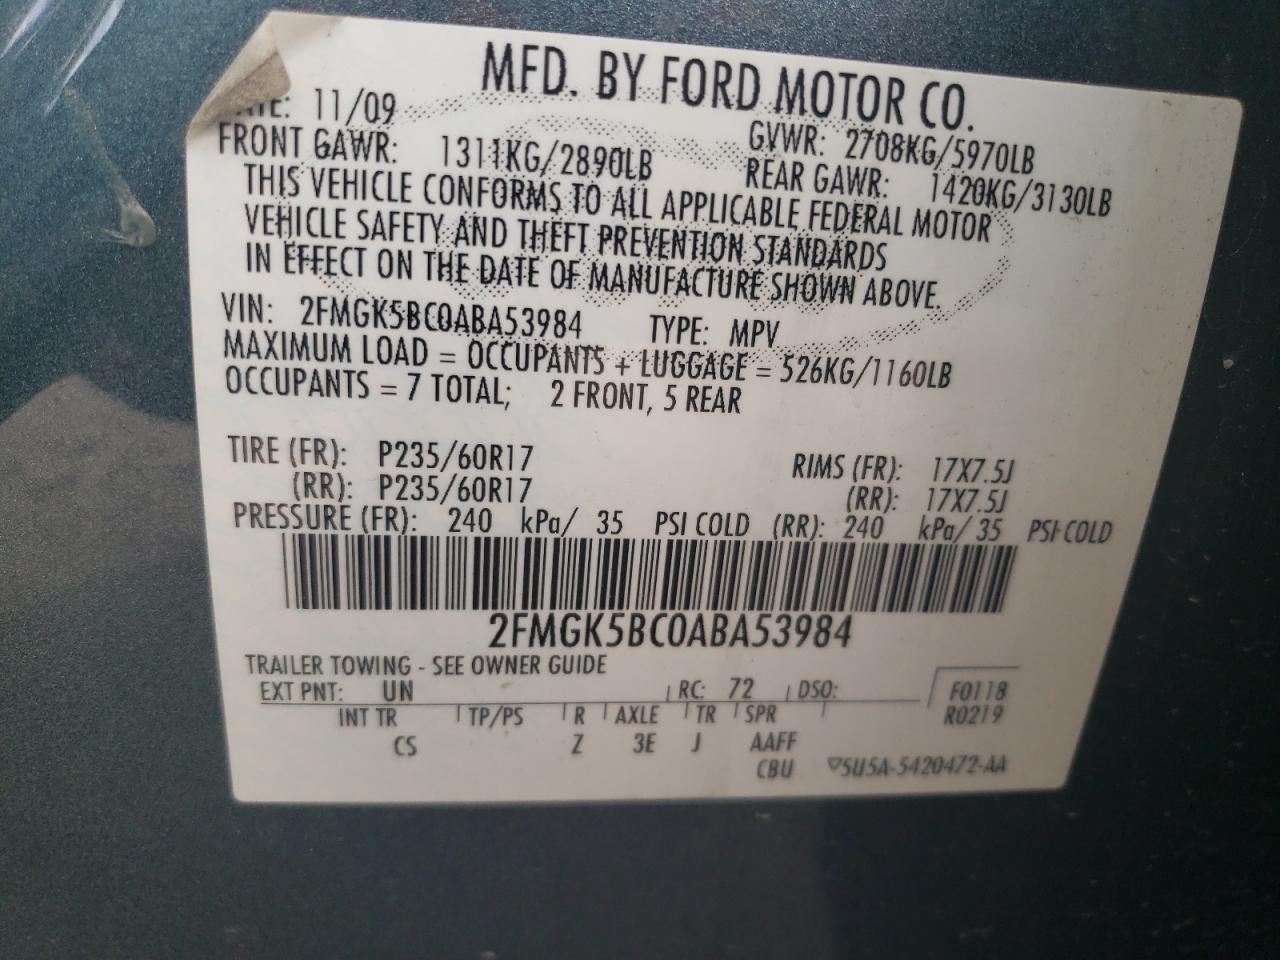 MFD. BY FORD MOTOR CO.
11/09 GVWR: 2708KG/5970LB
FRONT GAWR: 1311KG/2890LB REAR GAWR: 1420KG/3130LB
THIS VEHICLE CONFORMS TO ALL APPLICABLE FEDERAL MOTOR
VEHICLE SAFETY AND THEFT PREVENTION STANDARDS
IN EFFECT ON THE DATE OF MANUFACTURE SHOWN ABOVE.
VIN: 2FMGK5BC0ABA53984 TYPE: MPV
MAXIMUM LOAD = OCCUPANTS + LUGGAGE = 526KG/1160LB
OCCUPANTS = 7 TOTAL; 2 FRONT, 5 REAR
TIRE (FR): P235/60R17 RIMS (FR): 17X7.5J
(RR): P235/60R17 (RR): 17X7.5J
PRESSURE (FR): 240 kPa/ 35 PSI COLD (RR): 240 kPa/ 35 PSI COLD
2FMGK5BC0ABA53984
TRAILER TOWING - SEE OWNER GUIDE
EXT PNT: UN RC: 72 DSO: F0118
INT TR TP/PS R AXLE TR SPR R0219
CS Z 3E J AAFF
CBU ▽5U5A-5420472-AA